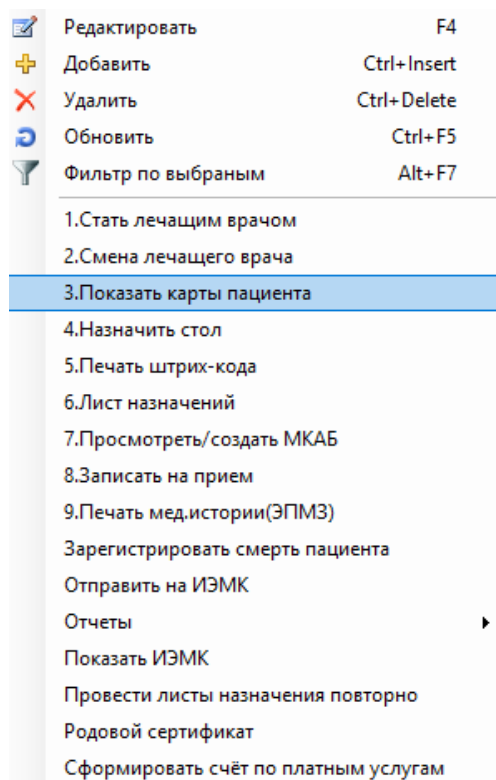 Редактировать F4
Добавить Ctrl+Insert
Удалить Ctrl+Delete
Обновить Ctrl+F5
Фильтр по выбраным Alt+F7
1.Стать лечащим врачом
2.Смена лечащего врача
3.Показать карты пациента
4.Назначить стол
5.Печать штрих-кода
6.Лист назначений
7.Просмотреть/создать МКАБ
8.Записать на прием
9.Печать мед.истории(ЭПМЗ)
Зарегистрировать смерть пациента
Отправить на ИЭМК
Отчеты
Показать ИЭМК
Провести листы назначения повторно
Родовой сертификат
Сформировать счёт по платным услугам